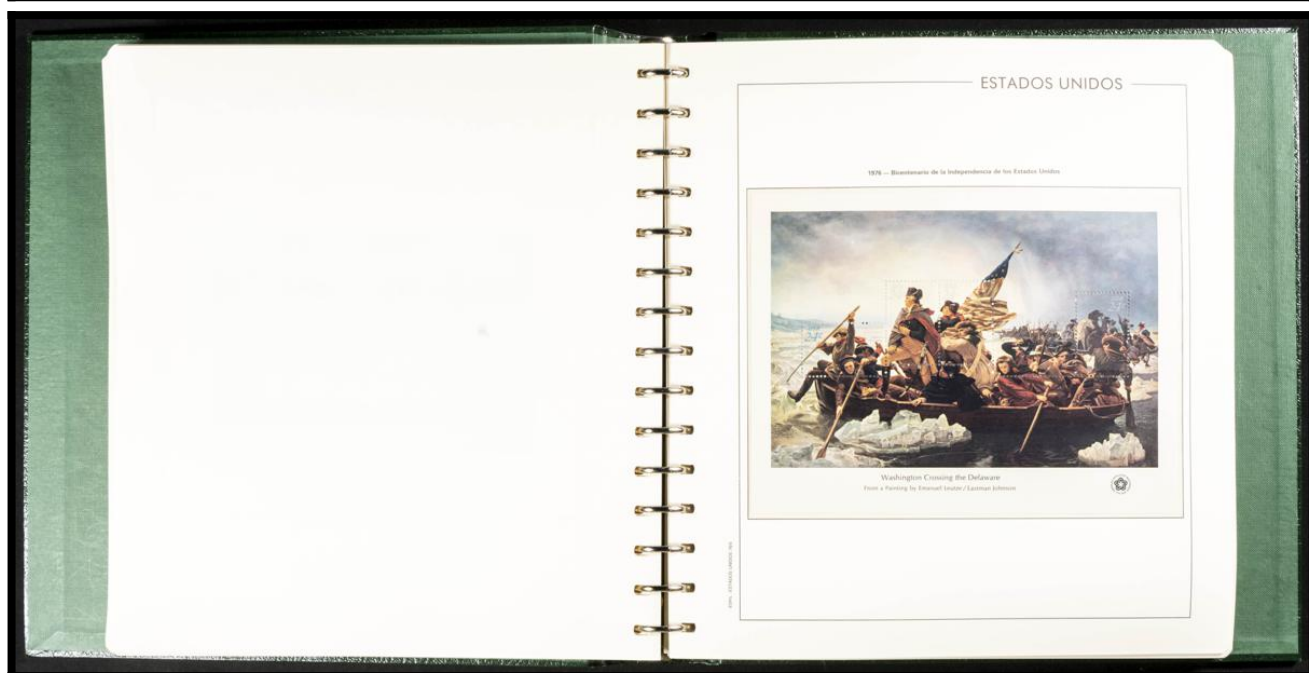 ESTADOS UNIDOS
1976 — Bicentenario de la Independencia de los Estados Unidos
Washington Crossing the Delaware
From a Painting by Emanuel Leutze / Eastman Johnson